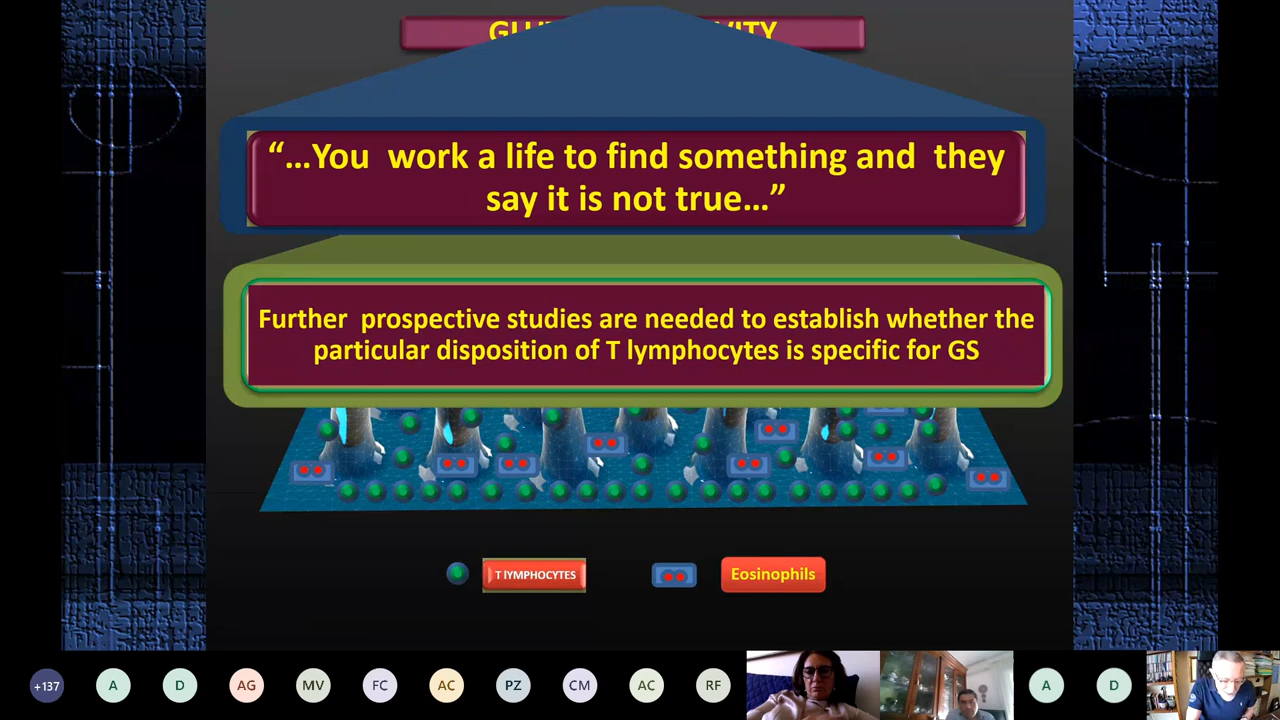 “…You work a life to find something and they
say it is not true…”
Further prospective studies are needed to establish whether the
particular disposition of T lymphocytes is specific for GS
T lYMPHOCYTES
Eosinophils
+137
A
D
AG
MV
FC
AC
PZ
CM
AC
RF
A
D